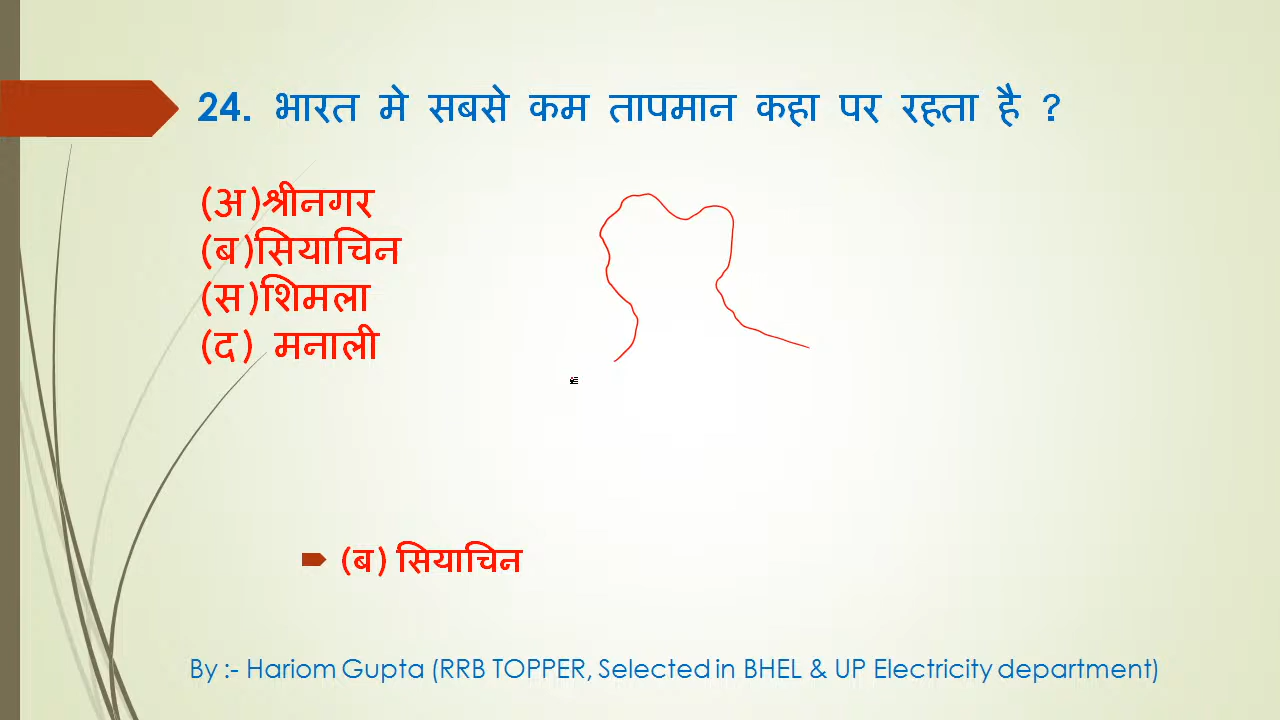 24. भारत मे सबसे कम तापमान कहा पर रहता है ?
(अ)श्रीनगर
(ब)सियाचिन
(स)शिमला
(द) मनाली
(ब) सियाचिन
By :- Hariom Gupta (RRB TOPPER, Selected in BHEL & UP Electricity department)